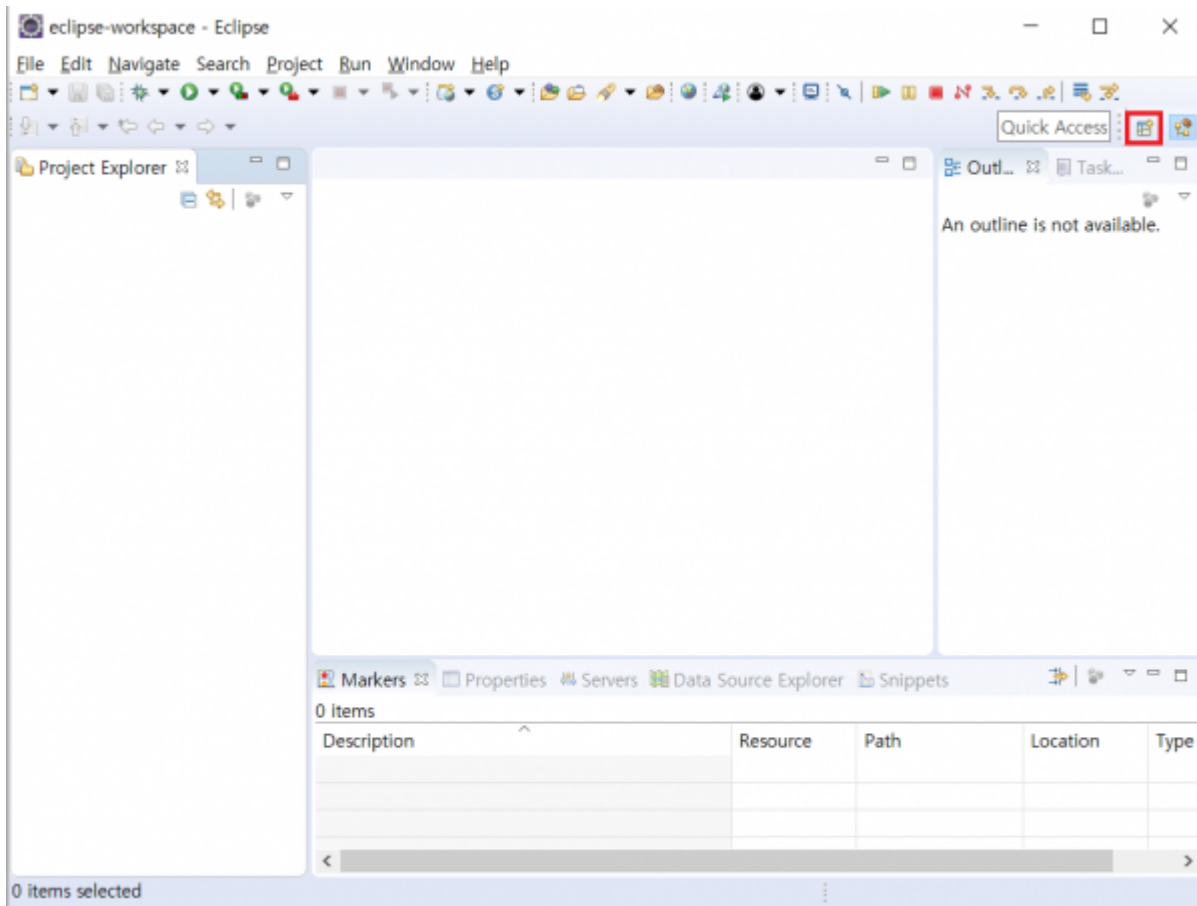 eclipse-workspace - Eclipse
File Edit Navigate Search Project Run Window Help
Quick Access
Project Explorer
Outl... Task...
An outline is not available.
Markers Properties Servers Data Source Explorer Snippets
0 items
Description Resource Path Location Type
0 items selected